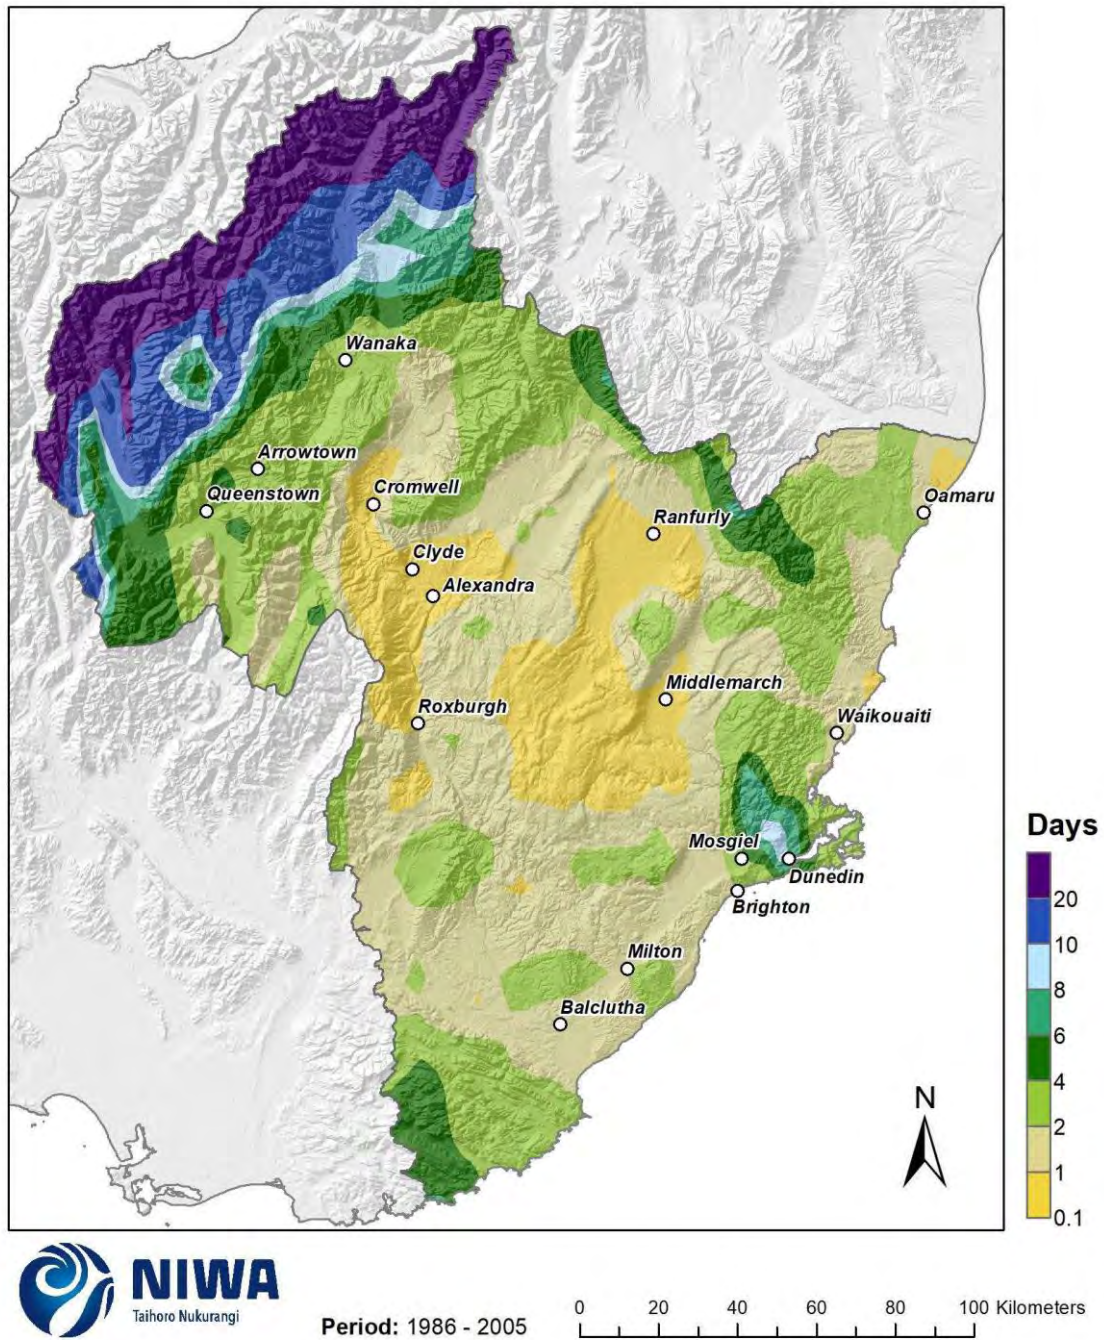 Wanaka
Arrowtown
Queenstown
Cromwell
Oamaru
Ranfurly
Clyde
Alexandra
Middlemarch
Roxburgh
Waikouaiti
Mosgiel
Dunedin
Brighton
Milton
Balclutha
N
Days
20
10
8
6
4
2
1
0.1
NIWA
Taihoro Nukurangi
Period: 1986 - 2005
0 20 40 60 80 100 Kilometers